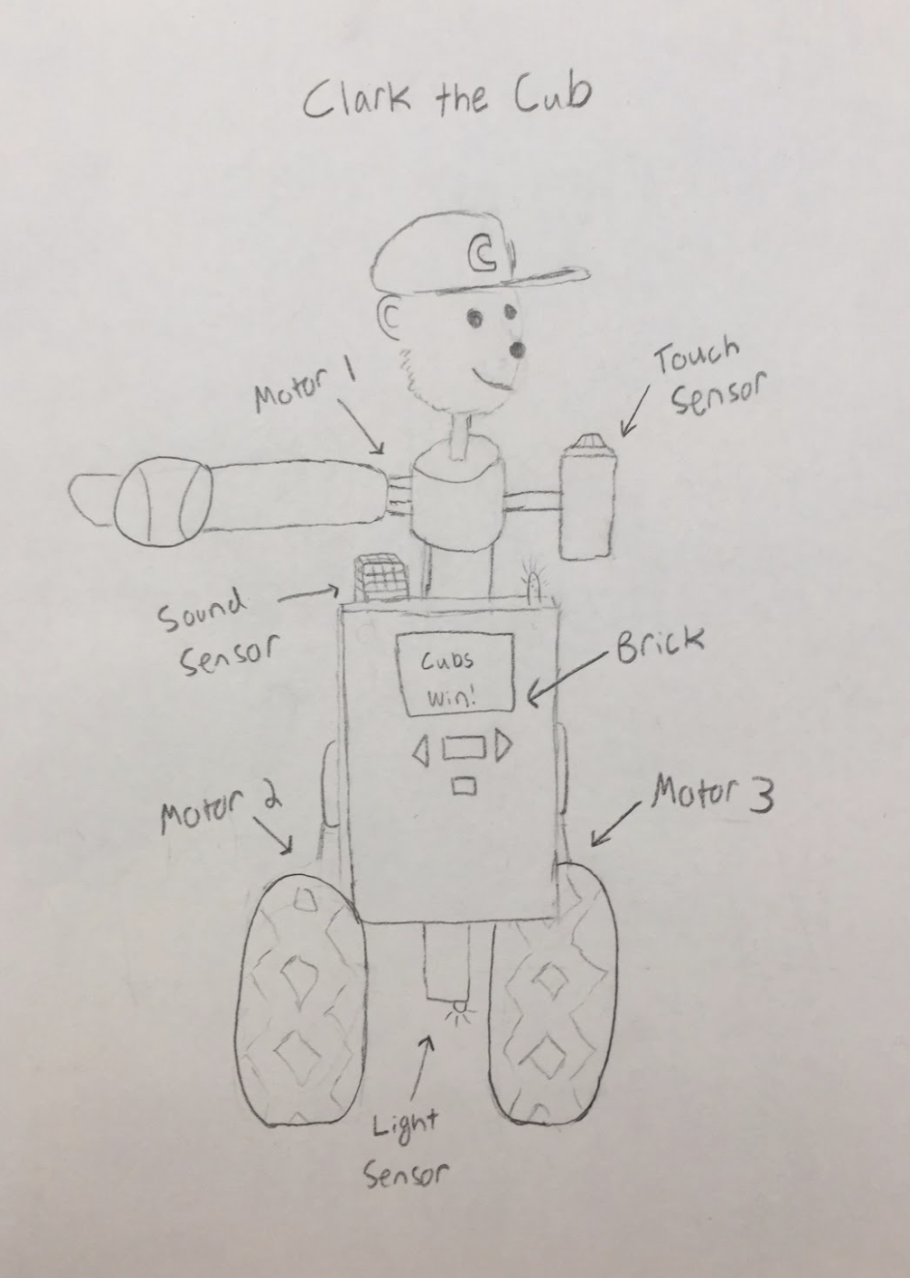 Clark the Cub
C
Motor 1
Touch
Sensor
Sound
Sensor
Cubs
Win!
Brick
Motor 2
Motor 3
Light
Sensor